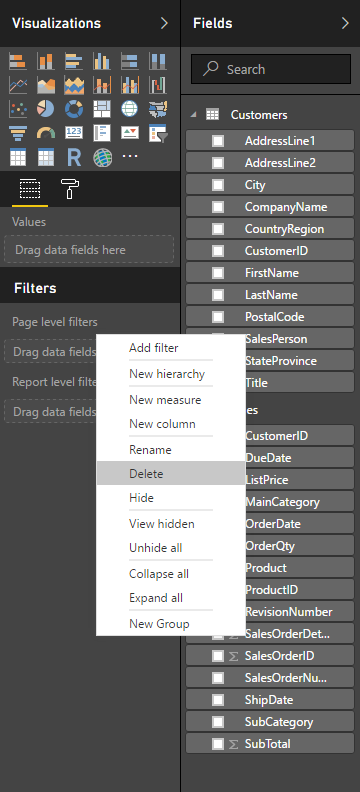 Visualizations
123
R
...
Values
Drag data fields here
Filters
Page level filters
Drag data fields
Report level filte
Drag data fields
Fields
Search
Customers
AddressLine1
AddressLine2
City
CompanyName
CountryRegion
CustomerID
FirstName
LastName
PostalCode
SalesPerson
StateProvince
Title
es
CustomerID
DueDate
ListPrice
MainCategory
OrderDate
OrderQty
Product
ProductID
RevisionNumber
Σ SalesOrderDet...
Σ SalesOrderID
SalesOrderNu...
ShipDate
SubCategory
Σ SubTotal
Add filter
New hierarchy
New measure
New column
Rename
Delete
Hide
View hidden
Unhide all
Collapse all
Expand all
New Group